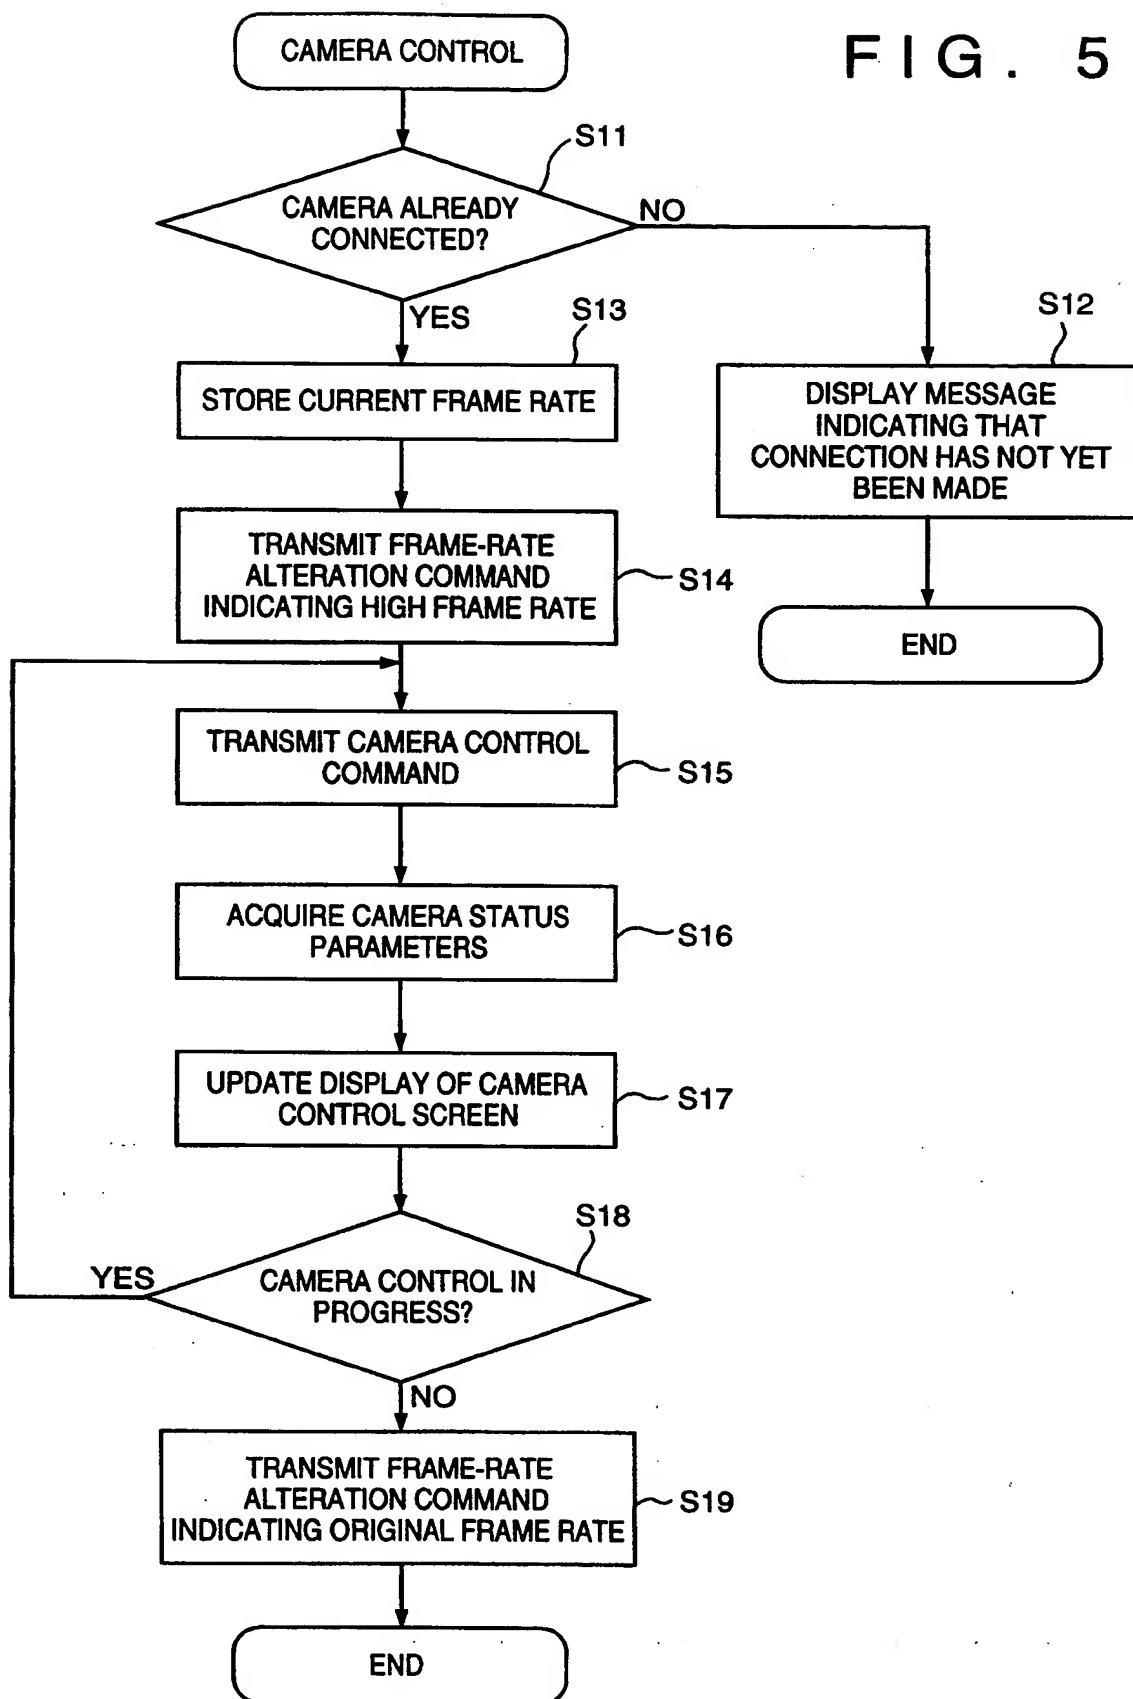 FIG. 5
CAMERA CONTROL
S11
CAMERA ALREADY
CONNECTED?
NO
YES
S13
STORE CURRENT FRAME RATE
S12
DISPLAY MESSAGE
INDICATING THAT
CONNECTION HAS NOT YET
BEEN MADE
END
TRANSMIT FRAME-RATE
ALTERATION COMMAND
INDICATING HIGH FRAME RATE
S14
TRANSMIT CAMERA CONTROL
COMMAND
S15
ACQUIRE CAMERA STATUS
PARAMETERS
S16
UPDATE DISPLAY OF CAMERA
CONTROL SCREEN
S17
S18
CAMERA CONTROL IN
PROGRESS?
YES
NO
TRANSMIT FRAME-RATE
ALTERATION COMMAND
INDICATING ORIGINAL FRAME RATE
S19
END